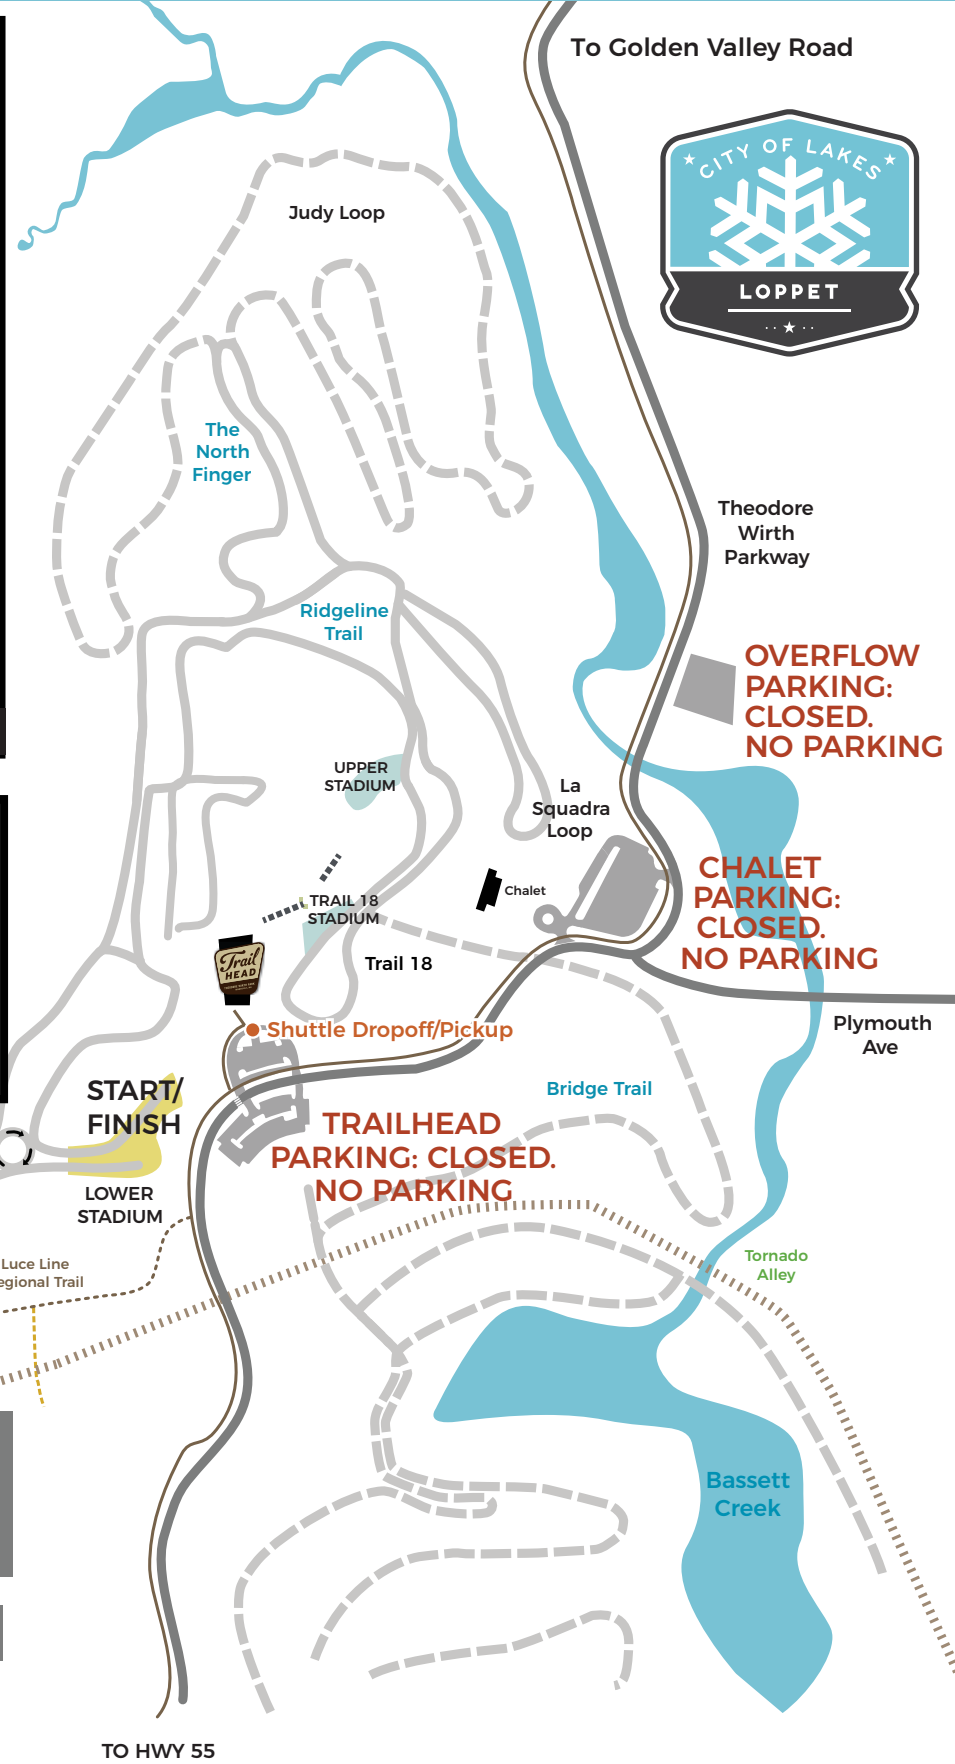 To Golden Valley Road
CITY OF LAKES
LOPPET
Judy Loop
The
North
Finger
Theodore
Wirth
Parkway
Ridgeline
Trail
OVERFLOW
PARKING:
CLOSED.
NO PARKING
UPPER
STADIUM
La
Squadra
Loop
CHALET
PARKING:
CLOSED.
NO PARKING
Chalet
TRAIL 18
STADIUM
Trail
HEAD
Trail 18
Shuttle Dropoff/Pickup
Plymouth
Ave
START/
FINISH
Bridge Trail
TRAILHEAD
PARKING: CLOSED.
NO PARKING
LOWER
STADIUM
Luce Line
egional Trail
Tornado
Alley
Bassett
Creek
TO HWY 55